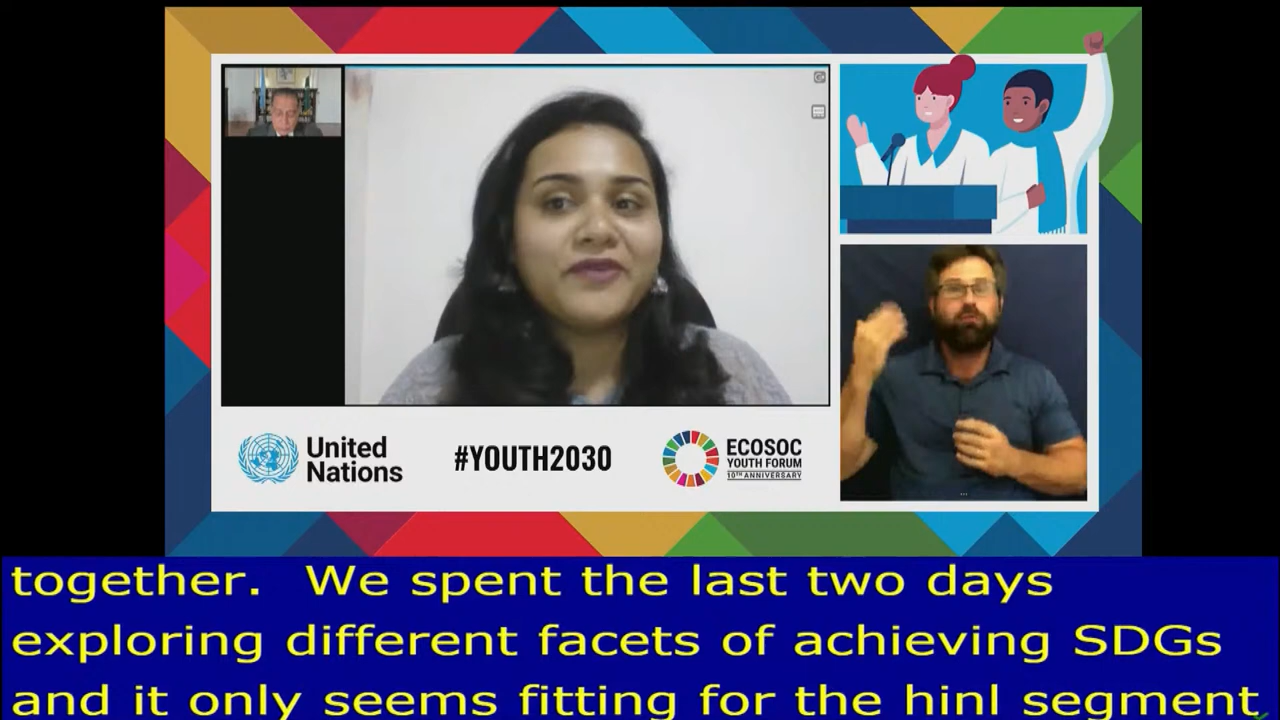 United
Nations
#YOUTH2030
ECOSOC
YOUTH FORUM
10TH ANNIVERSARY
together. We spent the last two days
exploring different facets of achieving SDGs
and it only seems fitting for the hinl segment